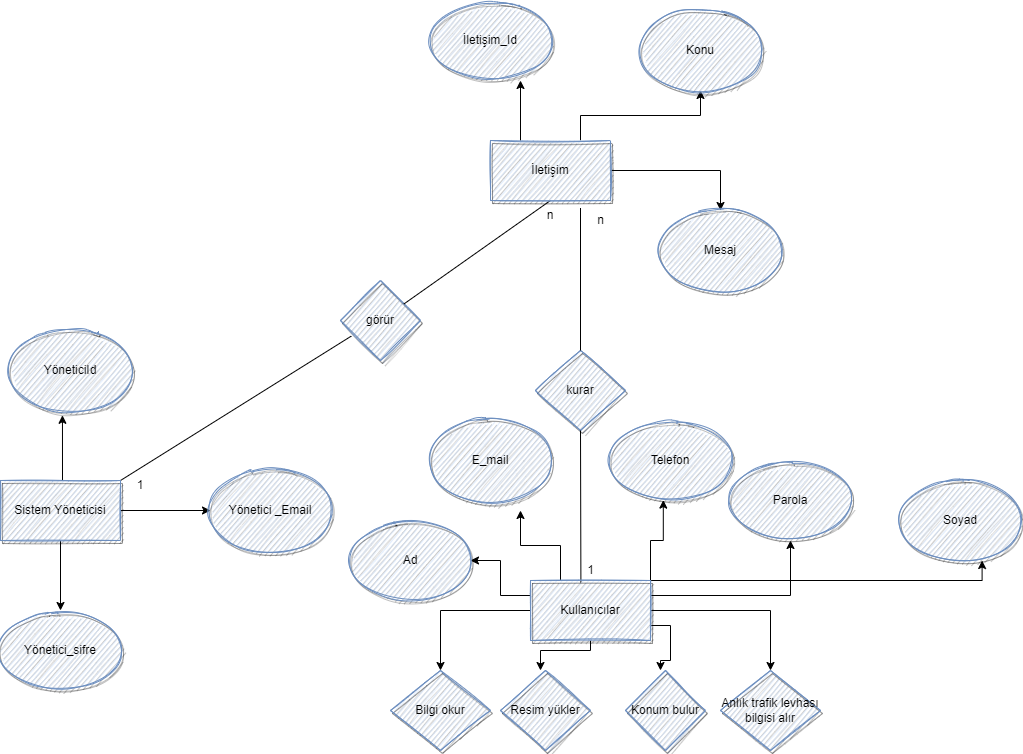 İletişim_Id
Konu
İletişim
n
n
Mesaj
görür
kurar
YöneticiId
1
Sistem Yöneticisi
Yönetici _Email
Yönetici_sifre
E_mail
Telefon
Parola
Soyad
Ad
1
Kullanıcılar
Bilgi okur
Resim yükler
Konum bulur
Anlık trafik levhası
bilgisi alır